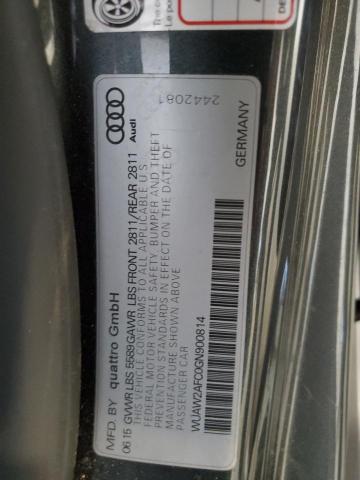 MFD. BY quattro GmbH
06 15 GVWR LBS 5589 GAWR LBS FRONT 2811/REAR 2811
THIS VEHICLE CONFORMS TO ALL APPLICABLE U S
FEDERAL MOTOR VEHICLE SAFETY, BUMPER AND THEFT
PREVENTION STANDARDS IN EFFECT ON THE DATE OF
MANUFACTURE SHOWN ABOVE
PASSENGER CAR
WUAW2AFC0GN900814
GERMANY
Audi
2442081